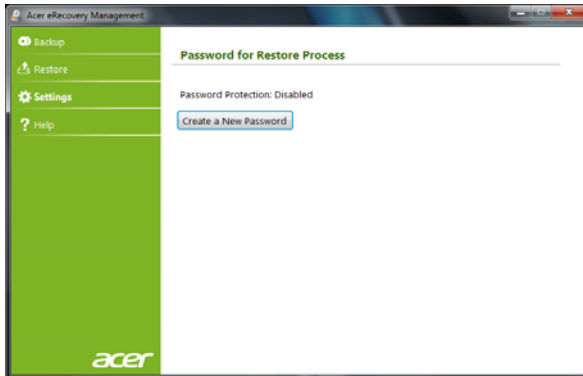 Acer eRecovery Management
Backup
Restore
Settings
Help
Password for Restore Process
Password Protection: Disabled
Create a New Password
acer